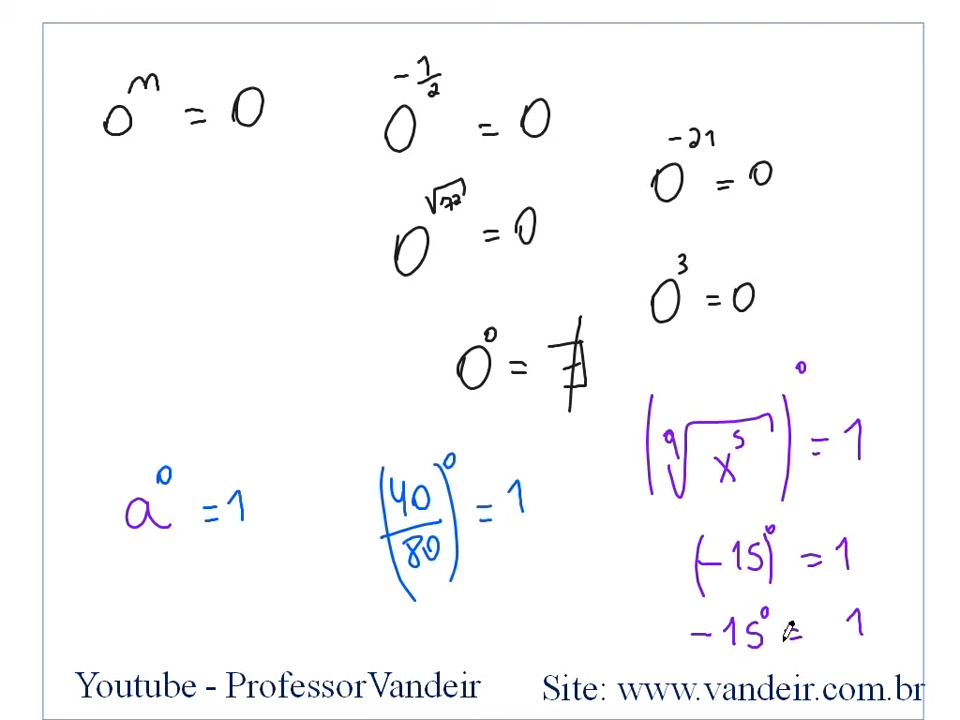 0^m = 0
0^{-1/2} = 0
0^{-21} = 0
0^{√72} = 0
0^3 = 0
0^0 = ∄
(⁹√x^5)^0 = 1
a^0 = 1
(40/80)^0 = 1
(-15)^0 = 1
-15^0 = 1
Youtube - ProfessorVandeir
Site: www.vandeir.com.br